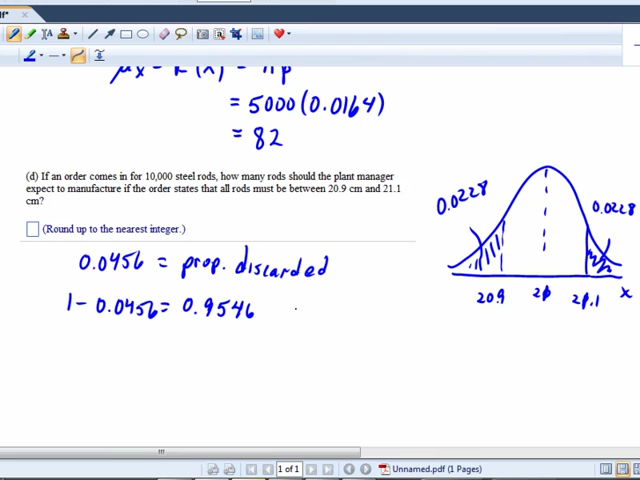 df*
μx = E(X) = np
= 5000(0.0164)
= 82
(d) If an order comes in for 10,000 steel rods, how many rods should the plant manager
expect to manufacture if the order states that all rods must be between 20.9 cm and 21.1
cm?
(Round up to the nearest integer.)
0.0456 = prop. discarded
1 - 0.0456 = 0.9546
0.0228
0.0228
20.9
x
1 of 1
Unnamed.pdf (1 Pages)